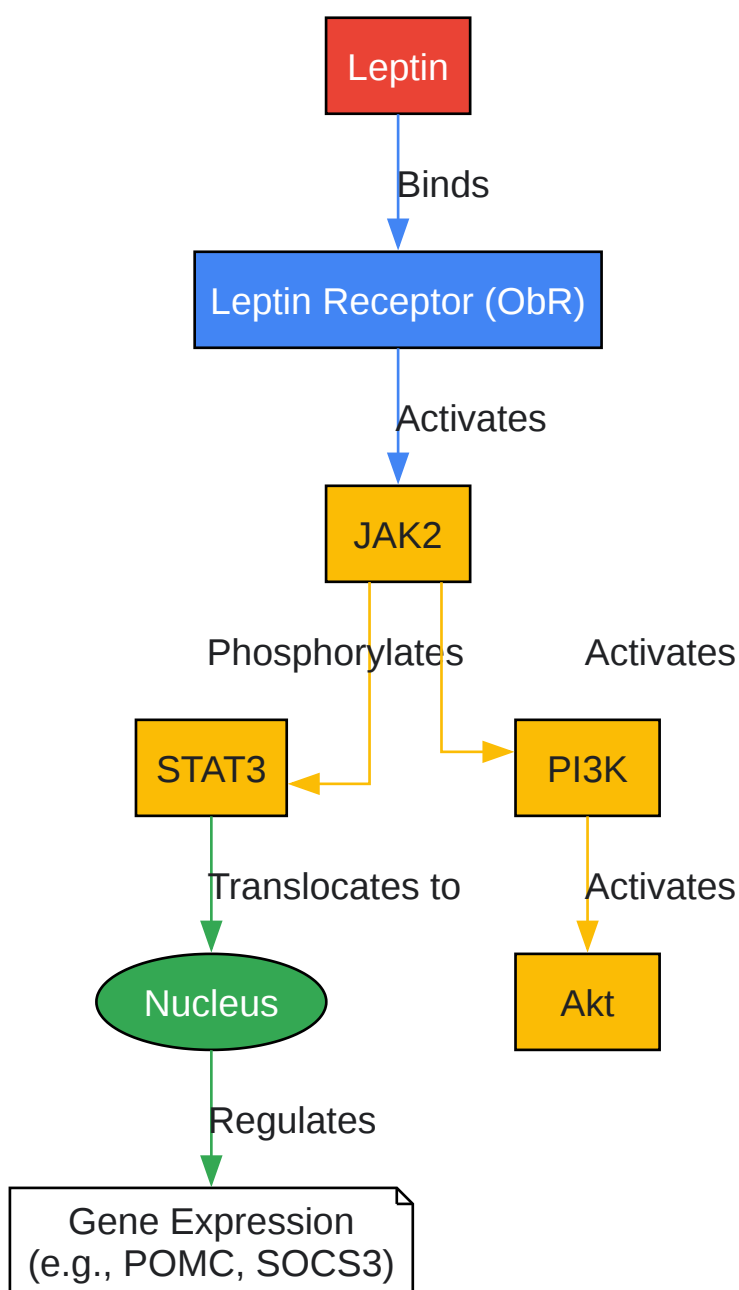 Leptin
Binds
Leptin Receptor (ObR)
Activates
JAK2
Phosphorylates
Activates
STAT3
PI3K
Translocates to
Activates
Nucleus
Akt
Regulates
Gene Expression
(e.g., POMC, SOCS3)